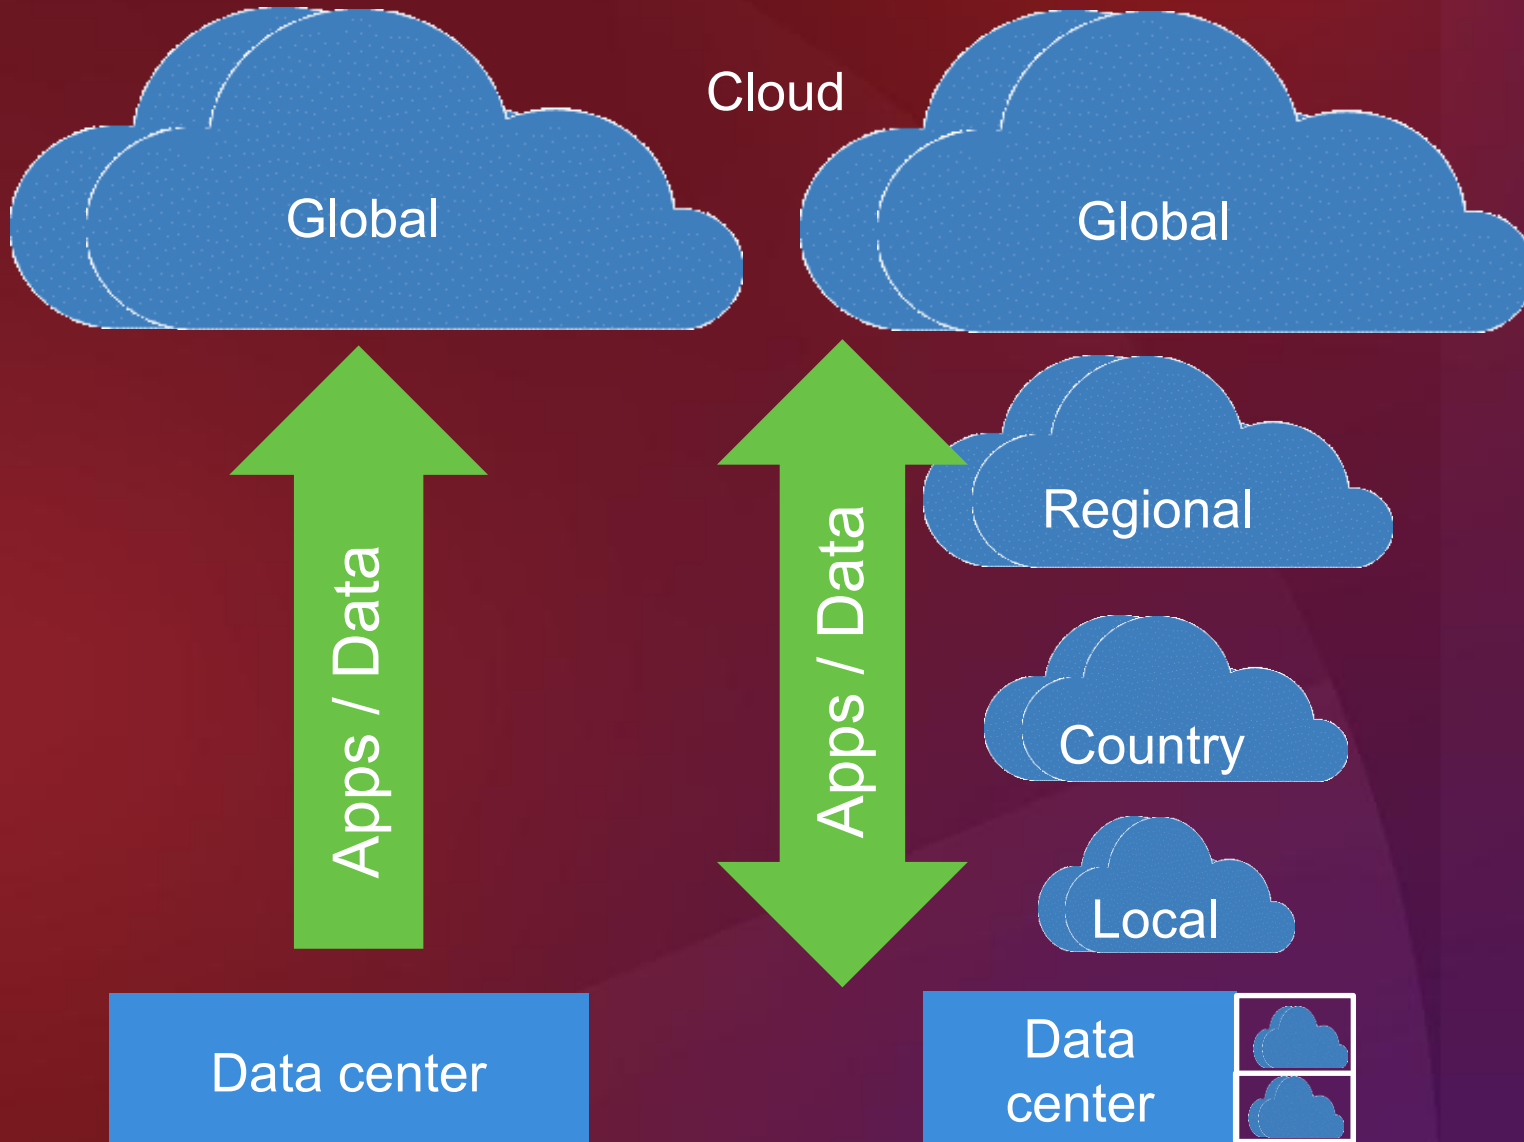 Cloud
Global
Global
Apps / Data
Apps / Data
Regional
Country
Local
Data center
Data
center